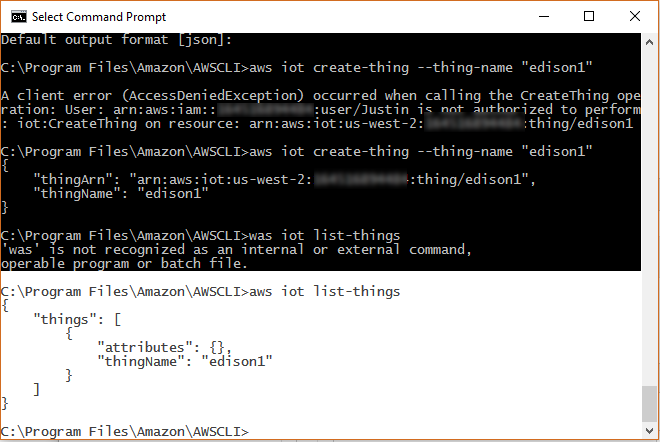 Select Command Prompt
Default output format [json]:
C:\Program Files\Amazon\AWSCLI>aws iot create-thing --thing-name "edison1"
A client error (AccessDeniedException) occurred when calling the CreateThing ope
ration: User: arn:aws:iam:: :user/Justin is not authorized to perform
: iot:CreateThing on resource: arn:aws:iot:us-west-2: :thing/edison1
C:\Program Files\Amazon\AWSCLI>aws iot create-thing --thing-name "edison1"
{
    "thingArn": "arn:aws:iot:us-west-2: :thing/edison1",
    "thingName": "edison1"
}
C:\Program Files\Amazon\AWSCLI>was iot list-things
'was' is not recognized as an internal or external command,
operable program or batch file.
C:\Program Files\Amazon\AWSCLI>aws iot list-things
{
    "things": [
        {
            "attributes": {},
            "thingName": "edison1"
        }
    ]
}
C:\Program Files\Amazon\AWSCLI>